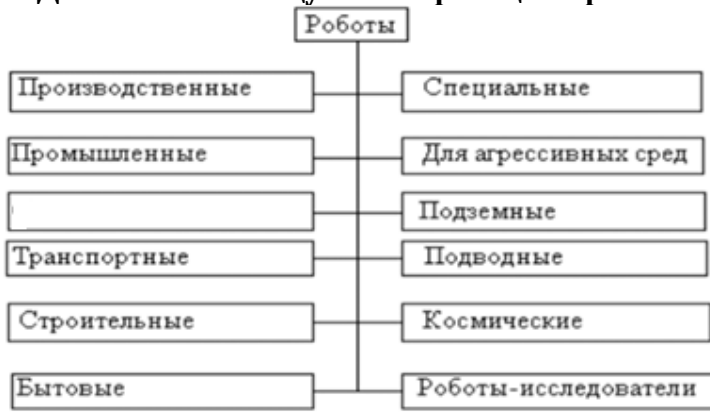 Роботы
Производственные
Специальные
Промышленные
Для агрессивных сред
Подземные
Транспортные
Подводные
Строительные
Космические
Бытовые
Роботы-исследователи